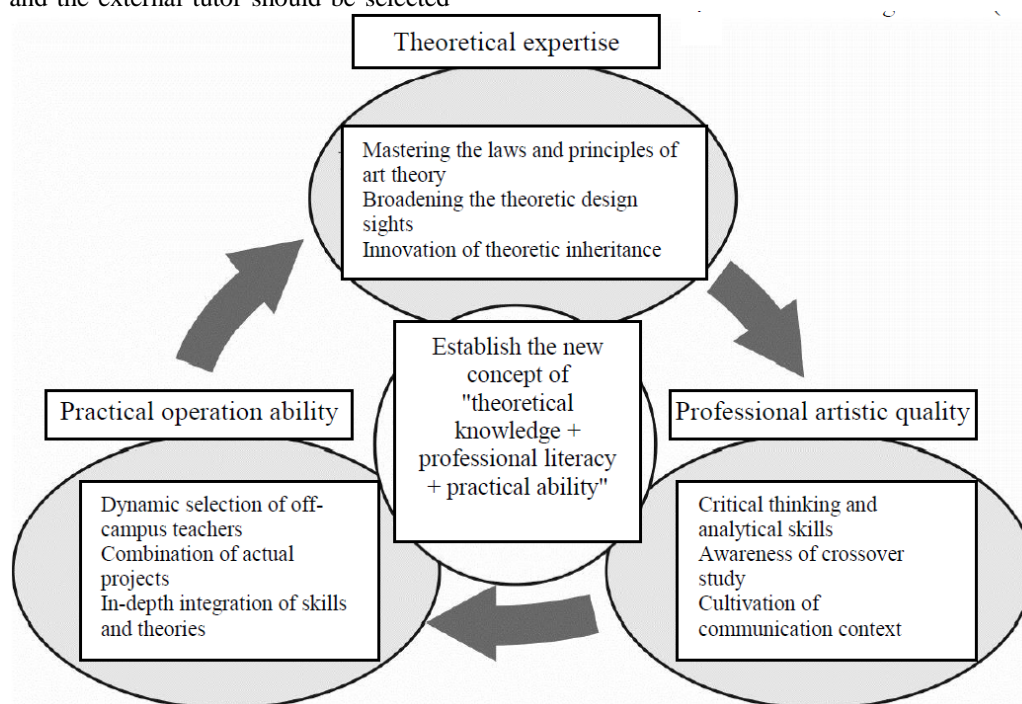 and the external tutor should be selected
Theoretical expertise
Mastering the laws and principles of
art theory
Broadening the theoretic design
sights
Innovation of theoretic inheritance
Establish the new
concept of
"theoretical
knowledge +
professional literacy
+ practical ability"
Practical operation ability
Dynamic selection of off-
campus teachers
Combination of actual
projects
In-depth integration of skills
and theories
Professional artistic quality
Critical thinking and
analytical skills
Awareness of crossover
study
Cultivation of
communication context